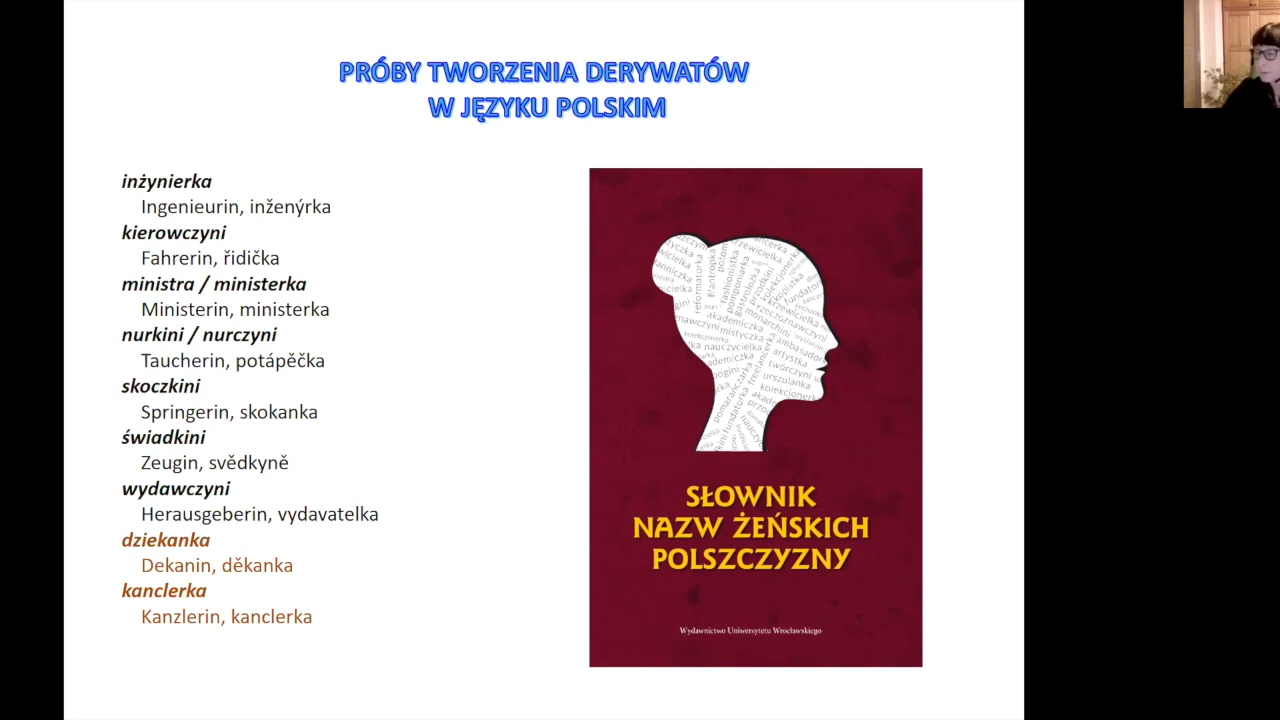 PRÓBY TWORZENIA DERYWATÓW
W JĘZYKU POLSKIM
inżynierka
Ingenieurin, inženýrka
kierowczyni
Fahrerin, řidička
ministra / ministerka
Ministerin, ministerka
nurkini / nurczyni
Taucherin, potápěčka
skoczkini
Springerin, skokanka
świadkini
Zeugin, svědkyně
wydawczyni
Herausgeberin, vydavatelka
dziekanka
Dekanin, děkanka
kanclerka
Kanzlerin, kanclerka
SŁOWNIK
NAZW ŻEŃSKICH
POLSZCZYZNY
Wydawnictwo Uniwersytetu Wrocławskiego